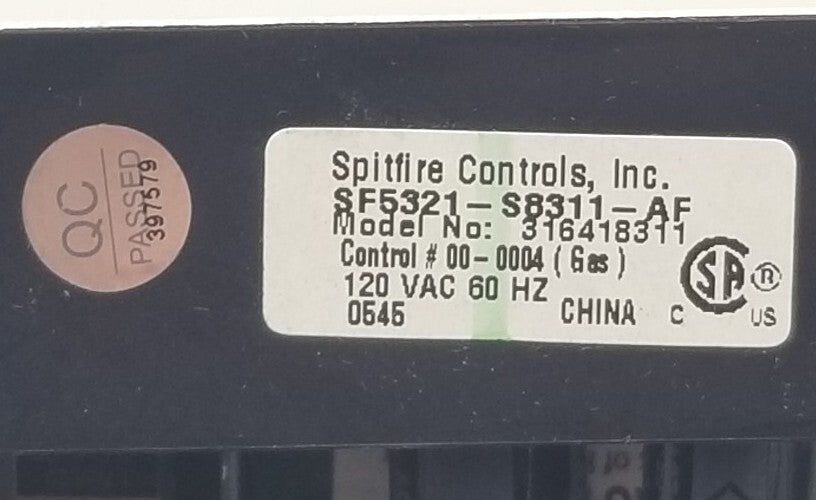 QC
PASSED
397579
Spitfire Controls, Inc.
SF5321-S8311-AF
Model No: 316418311
Control # 00-0004 (Gas)
120 VAC 60 HZ
0545 CHINA C SA ® US